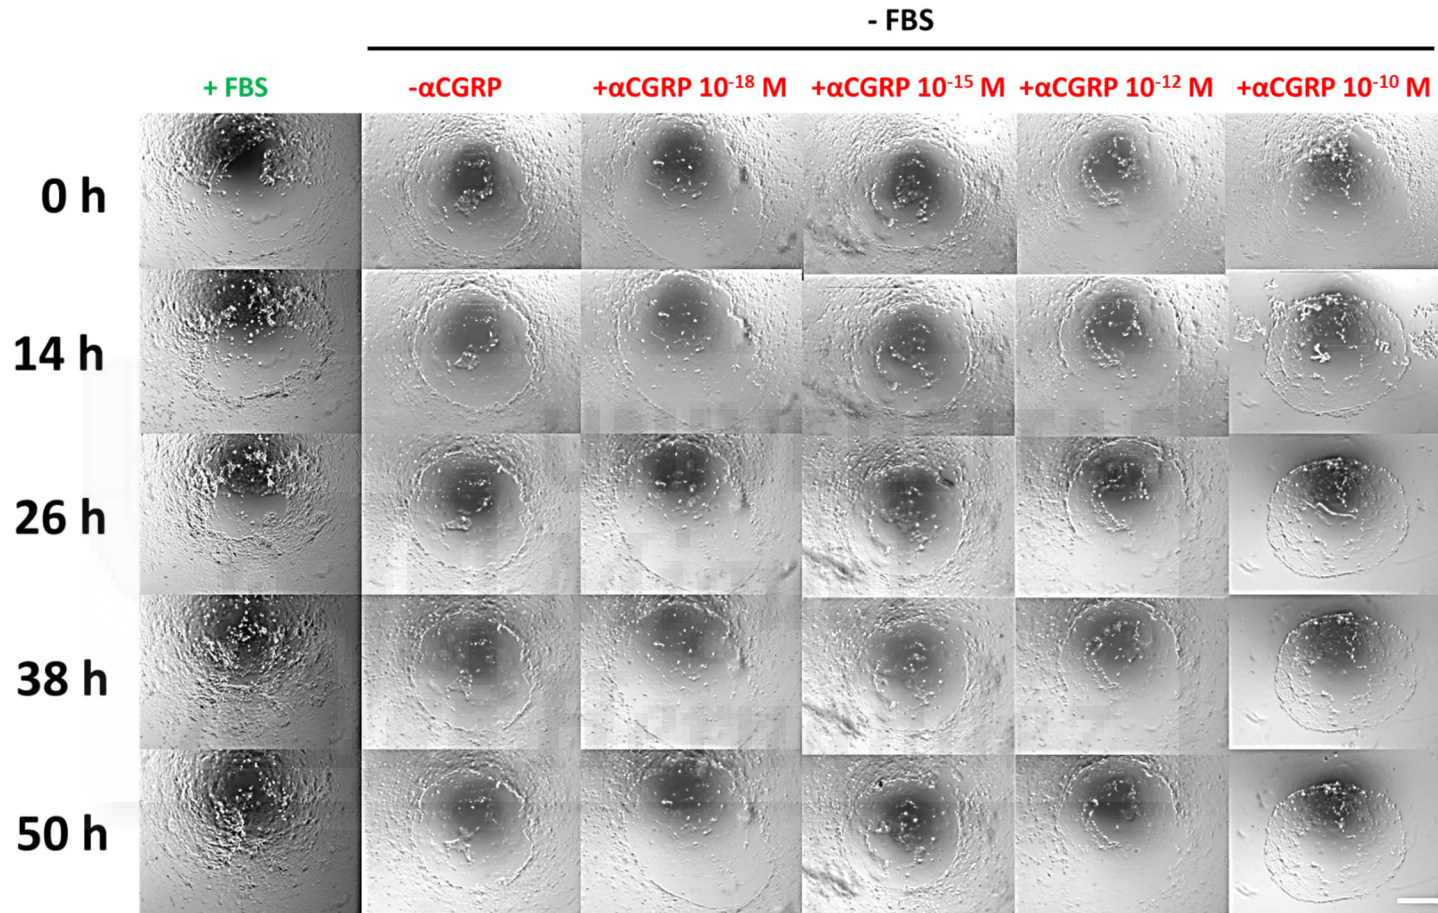 - FBS
+ FBS -αCGRP +αCGRP 10⁻¹⁸ M +αCGRP 10⁻¹⁵ M +αCGRP 10⁻¹² M +αCGRP 10⁻¹⁰ M
0 h
14 h
26 h
38 h
50 h